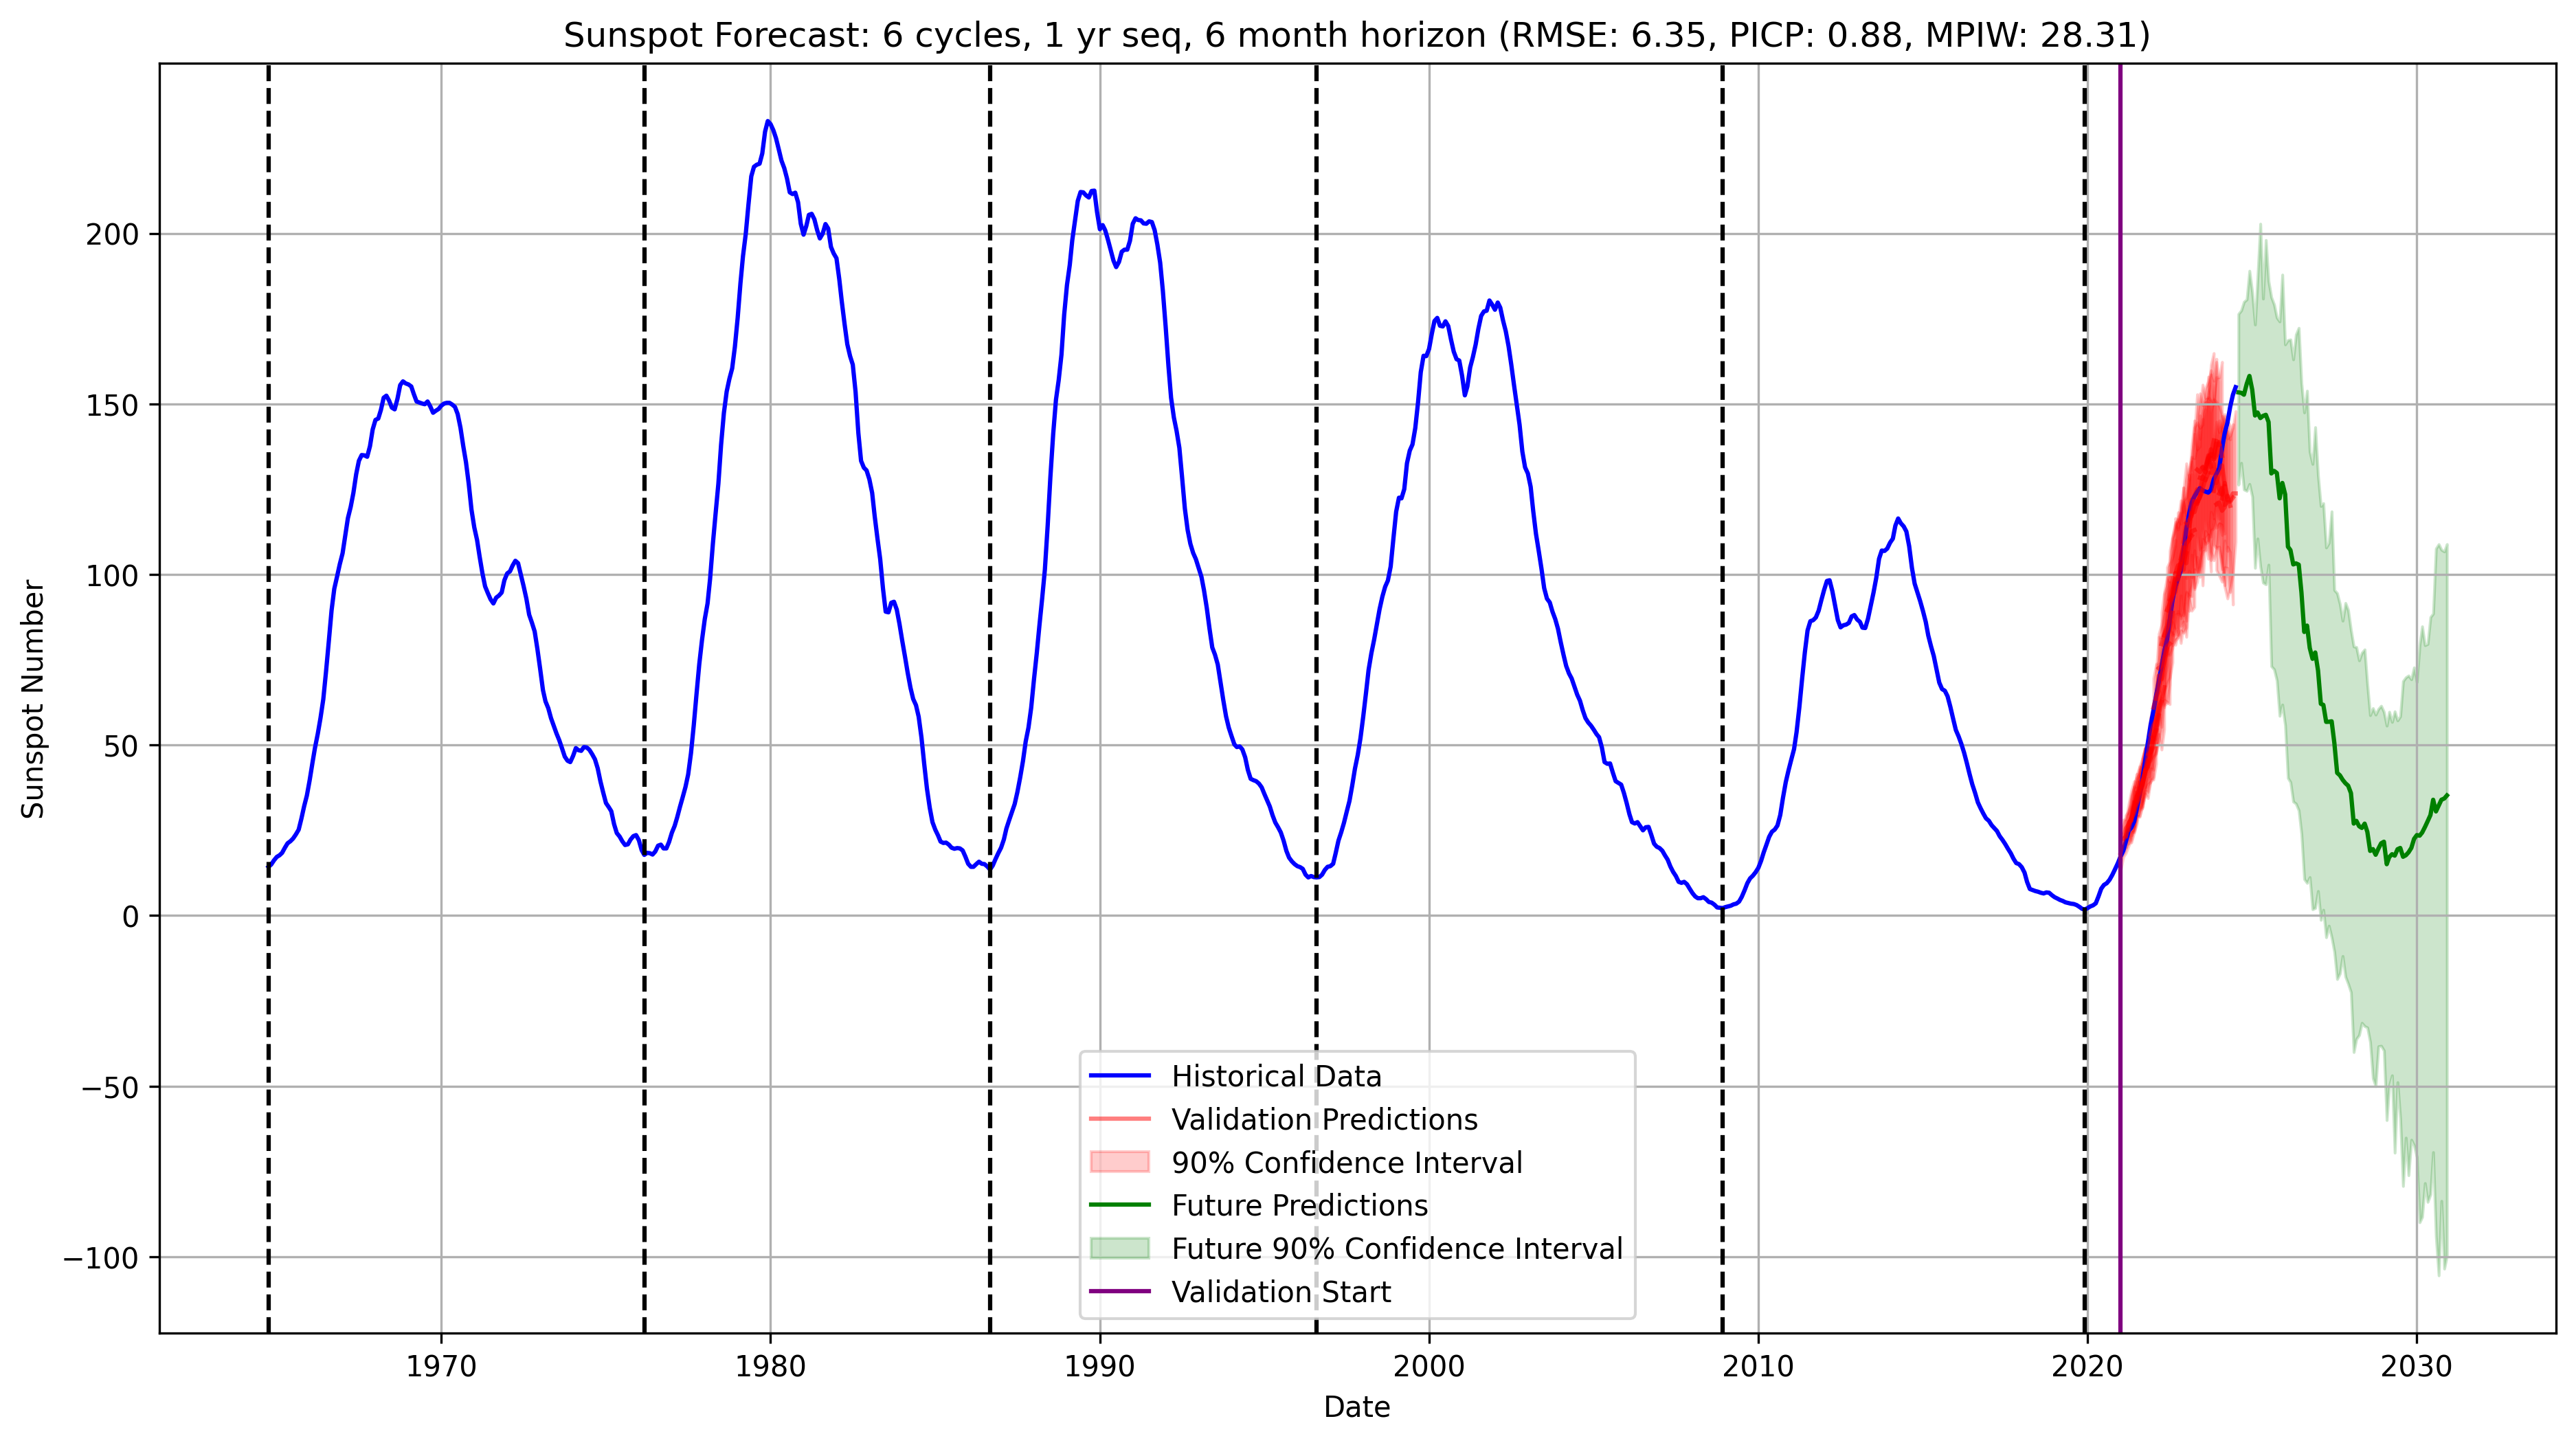 Sunspot Forecast: 6 cycles, 1 yr seq, 6 month horizon (RMSE: 6.35, PICP: 0.88, MPIW: 28.31)
Sunspot Number
200
150
100
50
0
−50
−100
Historical Data
Validation Predictions
90% Confidence Interval
Future Predictions
Future 90% Confidence Interval
Validation Start
1970 1980 1990 2000 2010 2020 2030
Date